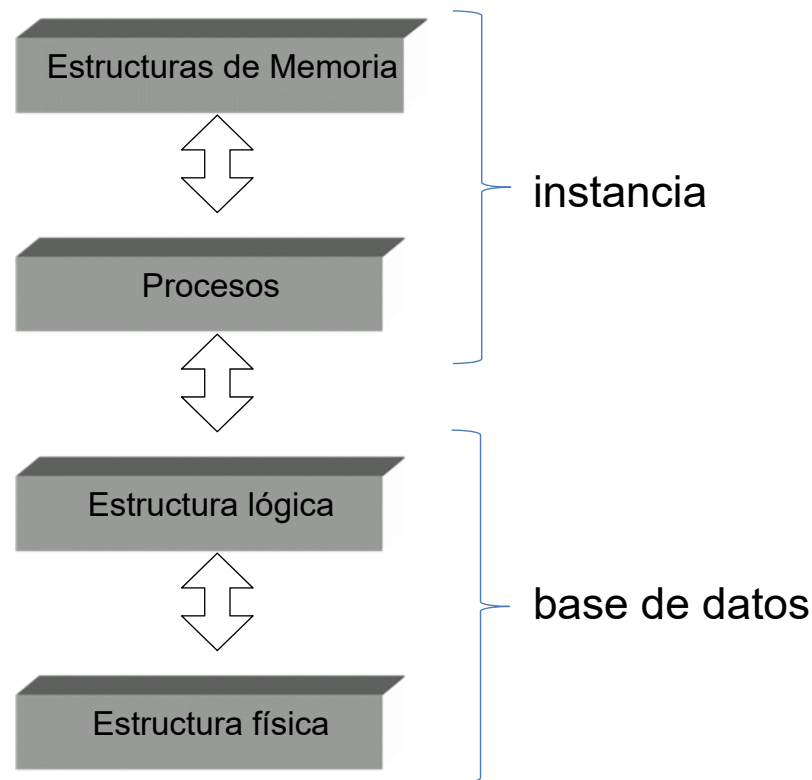 Estructuras de Memoria
instancia
Procesos
Estructura lógica
base de datos
Estructura física